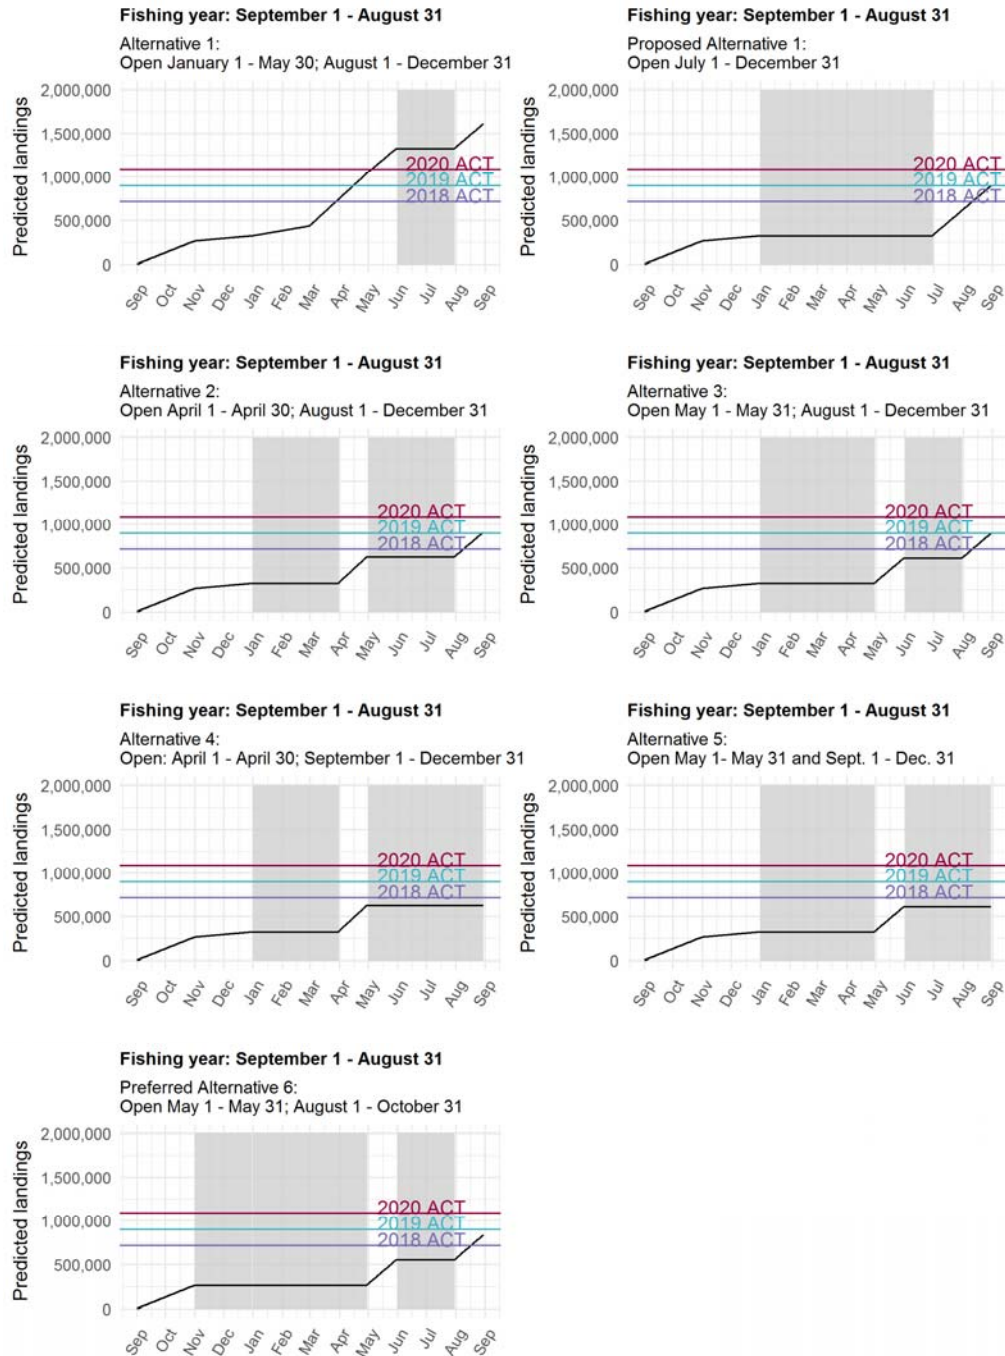 Fishing year: September 1 - August 31
Alternative 1:
Open January 1 - May 30; August 1 - December 31
Predicted landings
2,000,000
1,500,000
1,000,000
500,000
0
2020 ACT
2019 ACT
2018 ACT
Sep Oct Nov Dec Jan Feb Mar Apr May Jun Jul Aug Sep
Fishing year: September 1 - August 31
Proposed Alternative 1:
Open July 1 - December 31
Predicted landings
2,000,000
1,500,000
1,000,000
500,000
0
2020 ACT
2019 ACT
2018 ACT
Sep Oct Nov Dec Jan Feb Mar Apr May Jun Jul Aug Sep
Fishing year: September 1 - August 31
Alternative 2:
Open April 1 - April 30; August 1 - December 31
Predicted landings
2,000,000
1,500,000
1,000,000
500,000
0
2020 ACT
2019 ACT
2018 ACT
Sep Oct Nov Dec Jan Feb Mar Apr May Jun Jul Aug Sep
Fishing year: September 1 - August 31
Alternative 3:
Open May 1 - May 31; August 1 - December 31
Predicted landings
2,000,000
1,500,000
1,000,000
500,000
0
2020 ACT
2019 ACT
2018 ACT
Sep Oct Nov Dec Jan Feb Mar Apr May Jun Jul Aug Sep
Fishing year: September 1 - August 31
Alternative 4:
Open: April 1 - April 30; September 1 - December 31
Predicted landings
2,000,000
1,500,000
1,000,000
500,000
0
2020 ACT
2019 ACT
2018 ACT
Sep Oct Nov Dec Jan Feb Mar Apr May Jun Jul Aug Sep
Fishing year: September 1 - August 31
Alternative 5:
Open May 1- May 31 and Sept. 1 - Dec. 31
Predicted landings
2,000,000
1,500,000
1,000,000
500,000
0
2020 ACT
2019 ACT
2018 ACT
Sep Oct Nov Dec Jan Feb Mar Apr May Jun Jul Aug Sep
Fishing year: September 1 - August 31
Preferred Alternative 6:
Open May 1 - May 31; August 1 - October 31
Predicted landings
2,000,000
1,500,000
1,000,000
500,000
0
2020 ACT
2019 ACT
2018 ACT
Sep Oct Nov Dec Jan Feb Mar Apr May Jun Jul Aug Sep